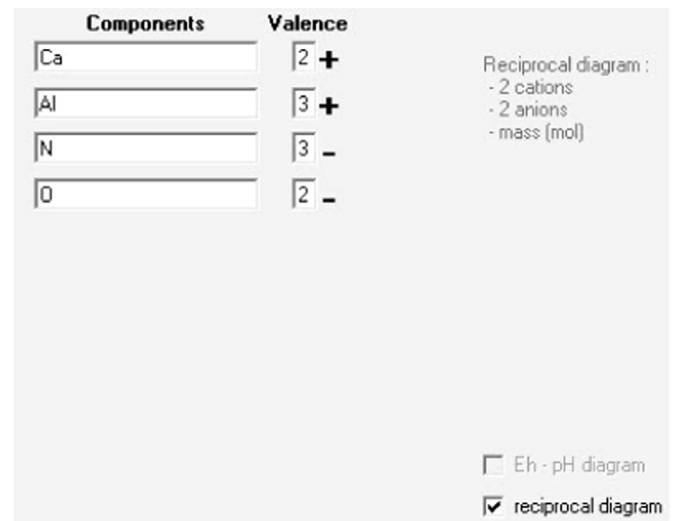 Components Valence
Ca 2 +
Al 3 +
N 3 -
O 2 -
Reciprocal diagram :
- 2 cations
- 2 anions
- mass (mol)
Eh - pH diagram
reciprocal diagram